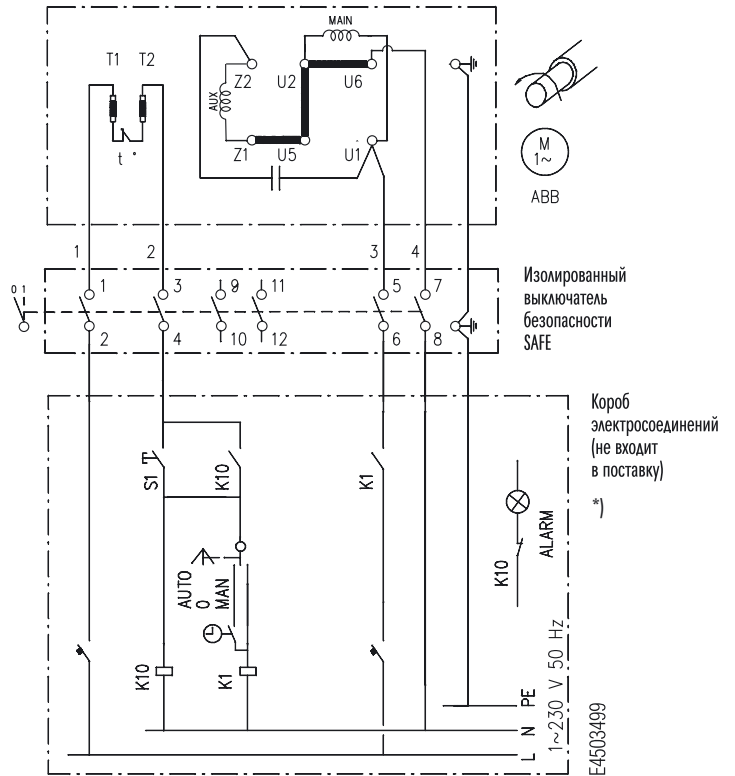 MAIN
T1 T2
Z2 U2 U6
AUX
t °
Z1 U5 U1
M
1~
ABB
1 2 3 4
0 1
1 3 9 11 5 7
2 4 10 12 6 8
Изолированный
выключатель
безопасности
SAFE
Короб
электросоединений
(не входит
в поставку)
*)
S1
K10
K1
ALARM
K10
AUTO
O
MAN
K10
K1
PE
N
L
1~230 V 50 Hz
E4503499